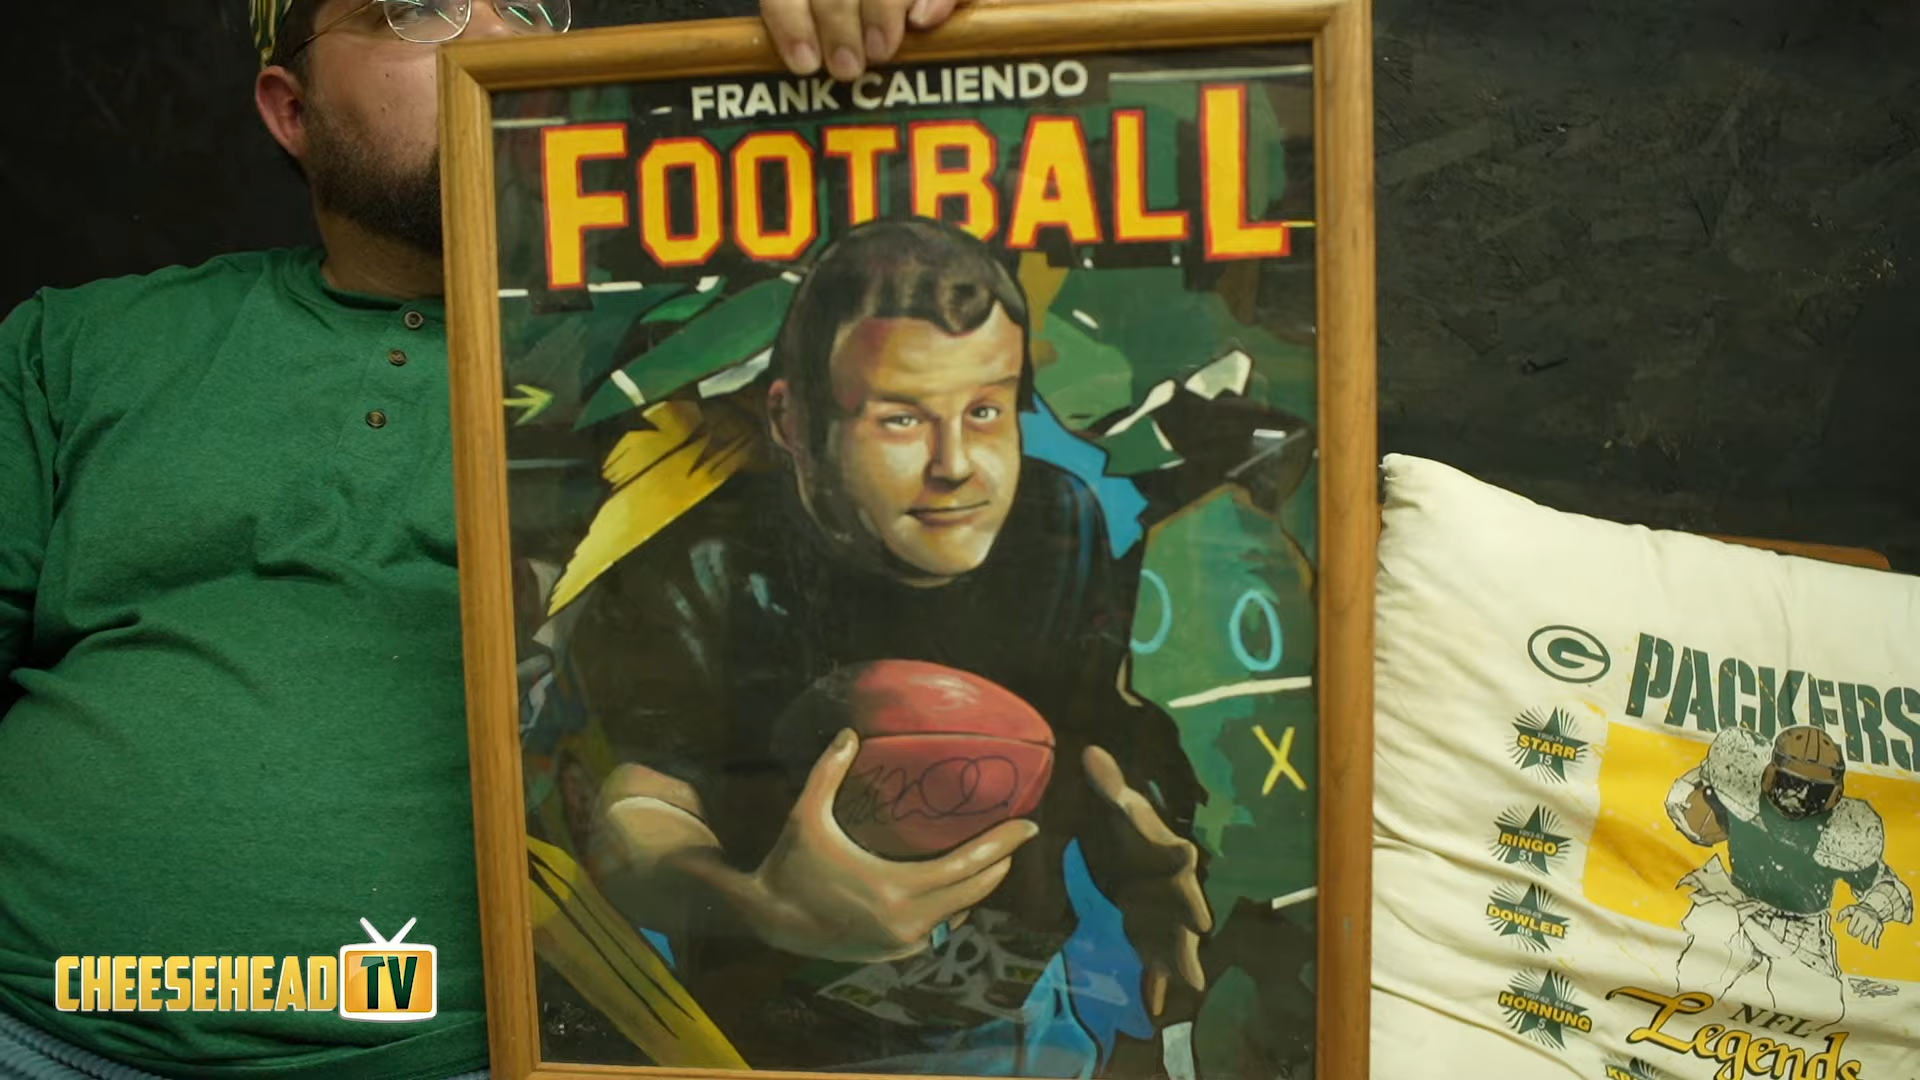 FRANK CALIENDO
FOOTBALL
O O
X
G
PACKERS
STARR
15
RINGO
51
DOWLER
86
HORNUNG
5
NFL
Legends
CHEESEHEAD TV